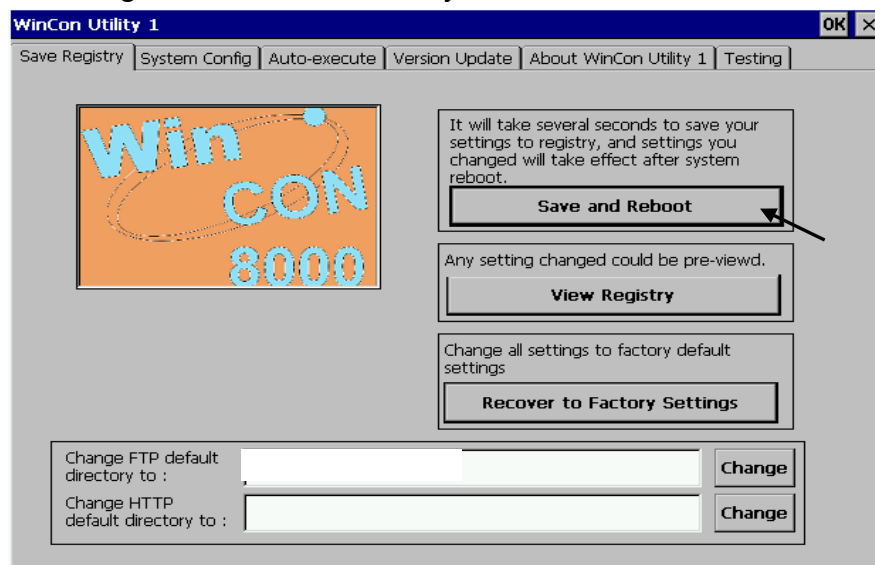 WinCon Utility 1 OK ×
Save Registry System Config Auto-execute Version Update About WinCon Utility 1 Testing
Win
CON
8000
It will take several seconds to save your
settings to registry, and settings you
changed will take effect after system
reboot.
Save and Reboot
Any setting changed could be pre-viewd.
View Registry
Change all settings to factory default
settings
Recover to Factory Settings
Change FTP default
directory to :
Change
Change HTTP
default directory to :
Change